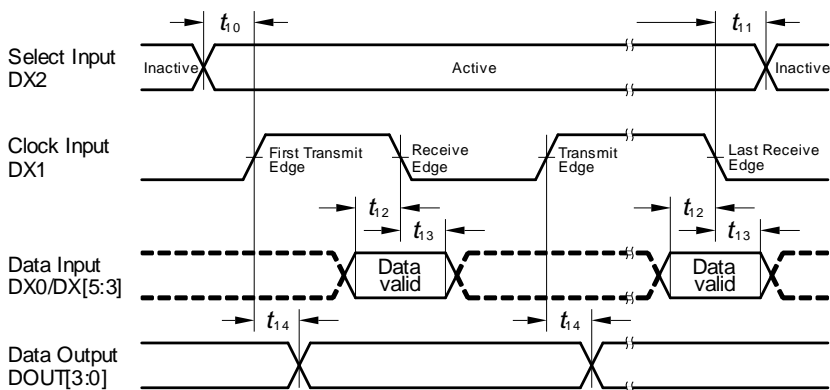 t10
t11
Select Input
DX2
Inactive
Active
Inactive
Clock Input
DX1
First Transmit
Edge
Receive
Edge
Transmit
Edge
Last Receive
Edge
t12
t13
t12
t13
Data Input
DX0/DX[5:3]
Data
valid
Data
valid
t14
t14
Data Output
DOUT[3:0]